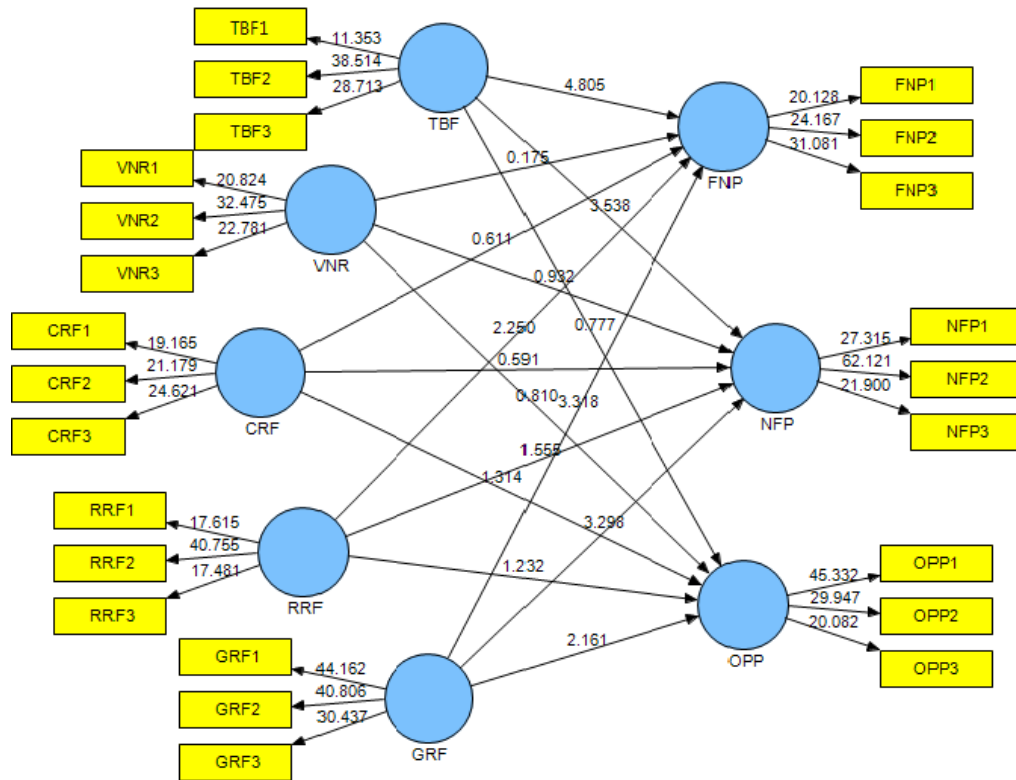 TBF1
11.353
TBF2
38.514
28.713
TBF3
TBF
4.805
FNP1
20.128
FNP2
24.167
31.081
FNP3
FNP
VNR1
20.824
VNR2
32.475
22.781
VNR3
VNR
0.175
3.538
0.611
0.932
CRF1
19.165
CRF2
21.179
24.621
CRF3
CRF
2.250
0.777
0.591
NFP1
27.315
NFP2
62.121
21.900
NFP3
NFP
0.810
3.318
1.555
1.314
RRF1
17.615
RRF2
40.755
17.481
RRF3
RRF
3.298
1.232
OPP1
45.332
OPP2
29.947
20.082
OPP3
OPP
2.161
GRF1
44.162
GRF2
40.806
30.437
GRF3
GRF